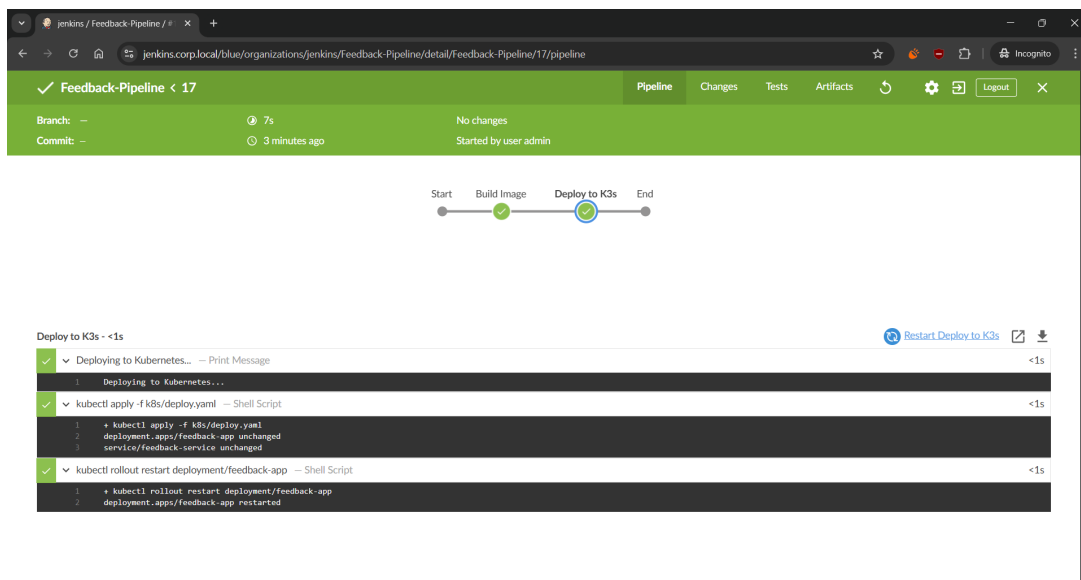 jenkins / Feedback-Pipeline / #1
jenkins.corp.local/blue/organizations/jenkins/Feedback-Pipeline/detail/Feedback-Pipeline/17/pipeline
Incognito
Feedback-Pipeline < 17
Pipeline Changes Tests Artifacts Logout
Branch: — 7s No changes
Commit: — 3 minutes ago Started by user admin
Start Build Image Deploy to K3s End
Deploy to K3s - <1s Restart Deploy to K3s
Deploying to Kubernetes... — Print Message <1s
1 Deploying to Kubernetes...
kubectl apply -f k8s/deploy.yaml — Shell Script <1s
1 + kubectl apply -f k8s/deploy.yaml
2 deployment.apps/feedback-app unchanged
3 service/feedback-service unchanged
kubectl rollout restart deployment/feedback-app — Shell Script <1s
1 + kubectl rollout restart deployment/feedback-app
2 deployment.apps/feedback-app restarted